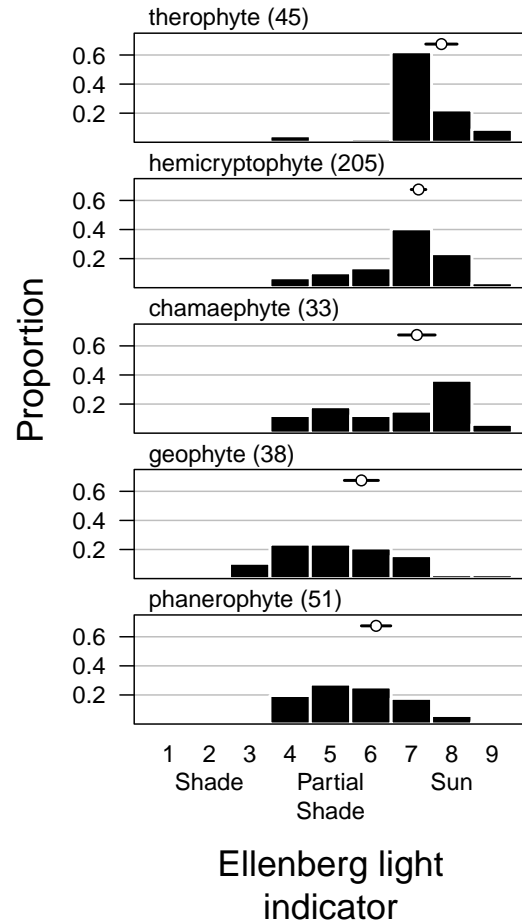 therophyte (45)
0.6
0.4
0.2
hemicryptophyte (205)
0.6
0.4
0.2
chamaephyte (33)
0.6
0.4
0.2
geophyte (38)
0.6
0.4
0.2
phanerophyte (51)
0.6
0.4
0.2
Proportion
1 2 3 4 5 6 7 8 9
Shade Partial Sun
Shade
Ellenberg light
indicator